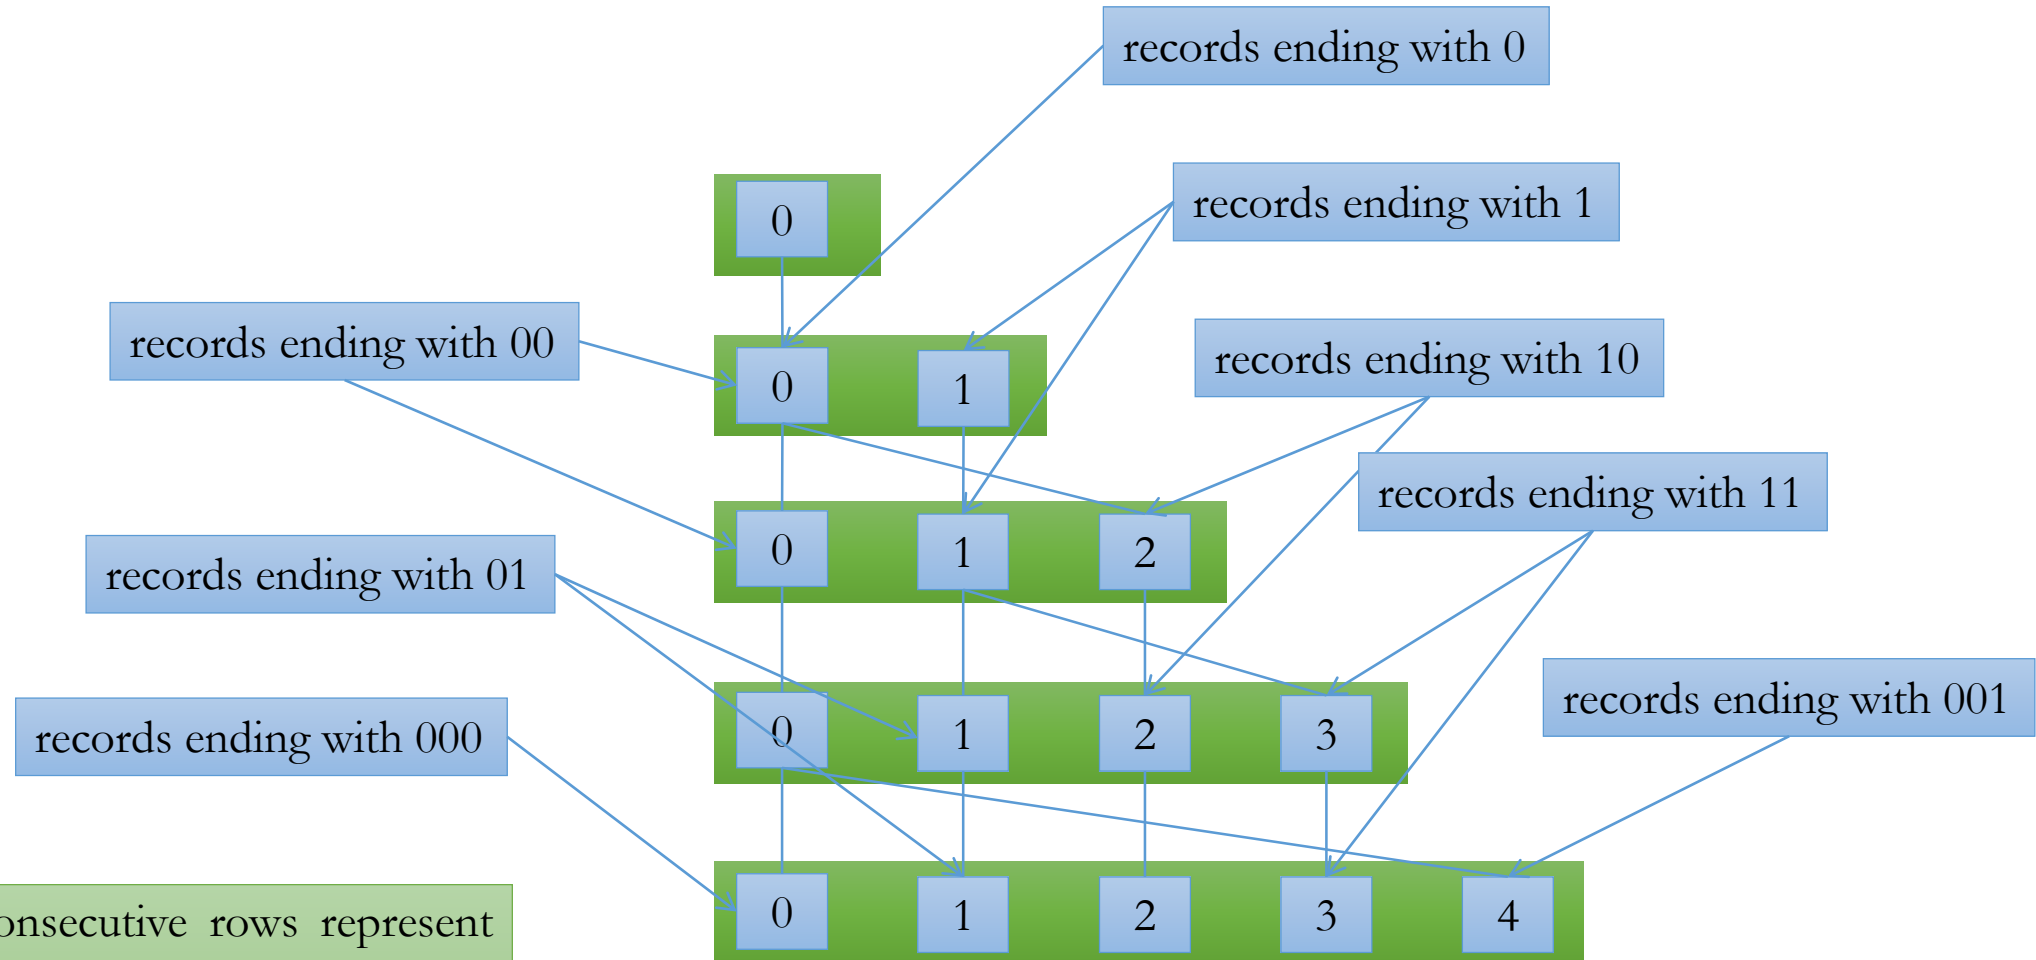 records ending with 0
0
records ending with 1
records ending with 00
0 1
records ending with 10
records ending with 11
0 1 2
records ending with 01
records ending with 001
records ending with 000
0 1 2 3
0 1 2 3 4
rows represent